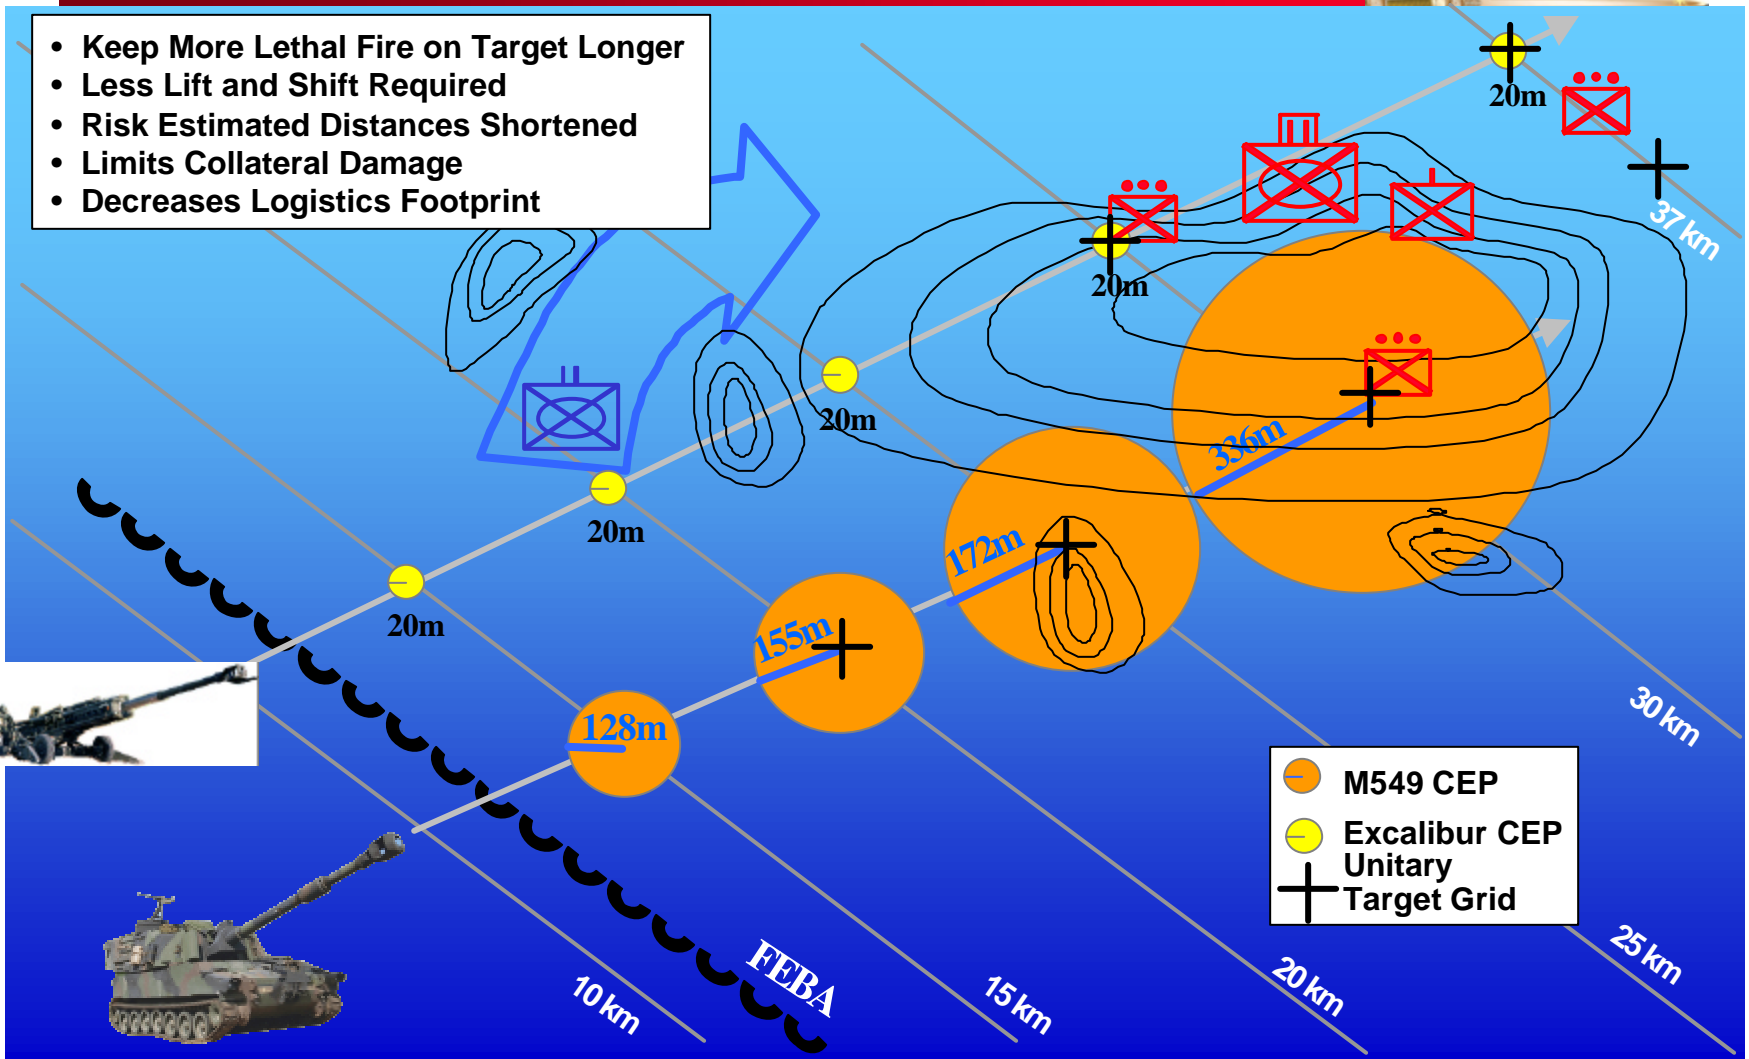 • Keep More Lethal Fire on Target Longer
• Less Lift and Shift Required
• Risk Estimated Distances Shortened
• Limits Collateral Damage
• Decreases Logistics Footprint
20m
37 km
20m
20m
336m
20m
172m
20m
155m
128m
30 km
M549 CEP
Excalibur CEP
Unitary
Target Grid
FEBA
10 km
15 km
20 km
25 km